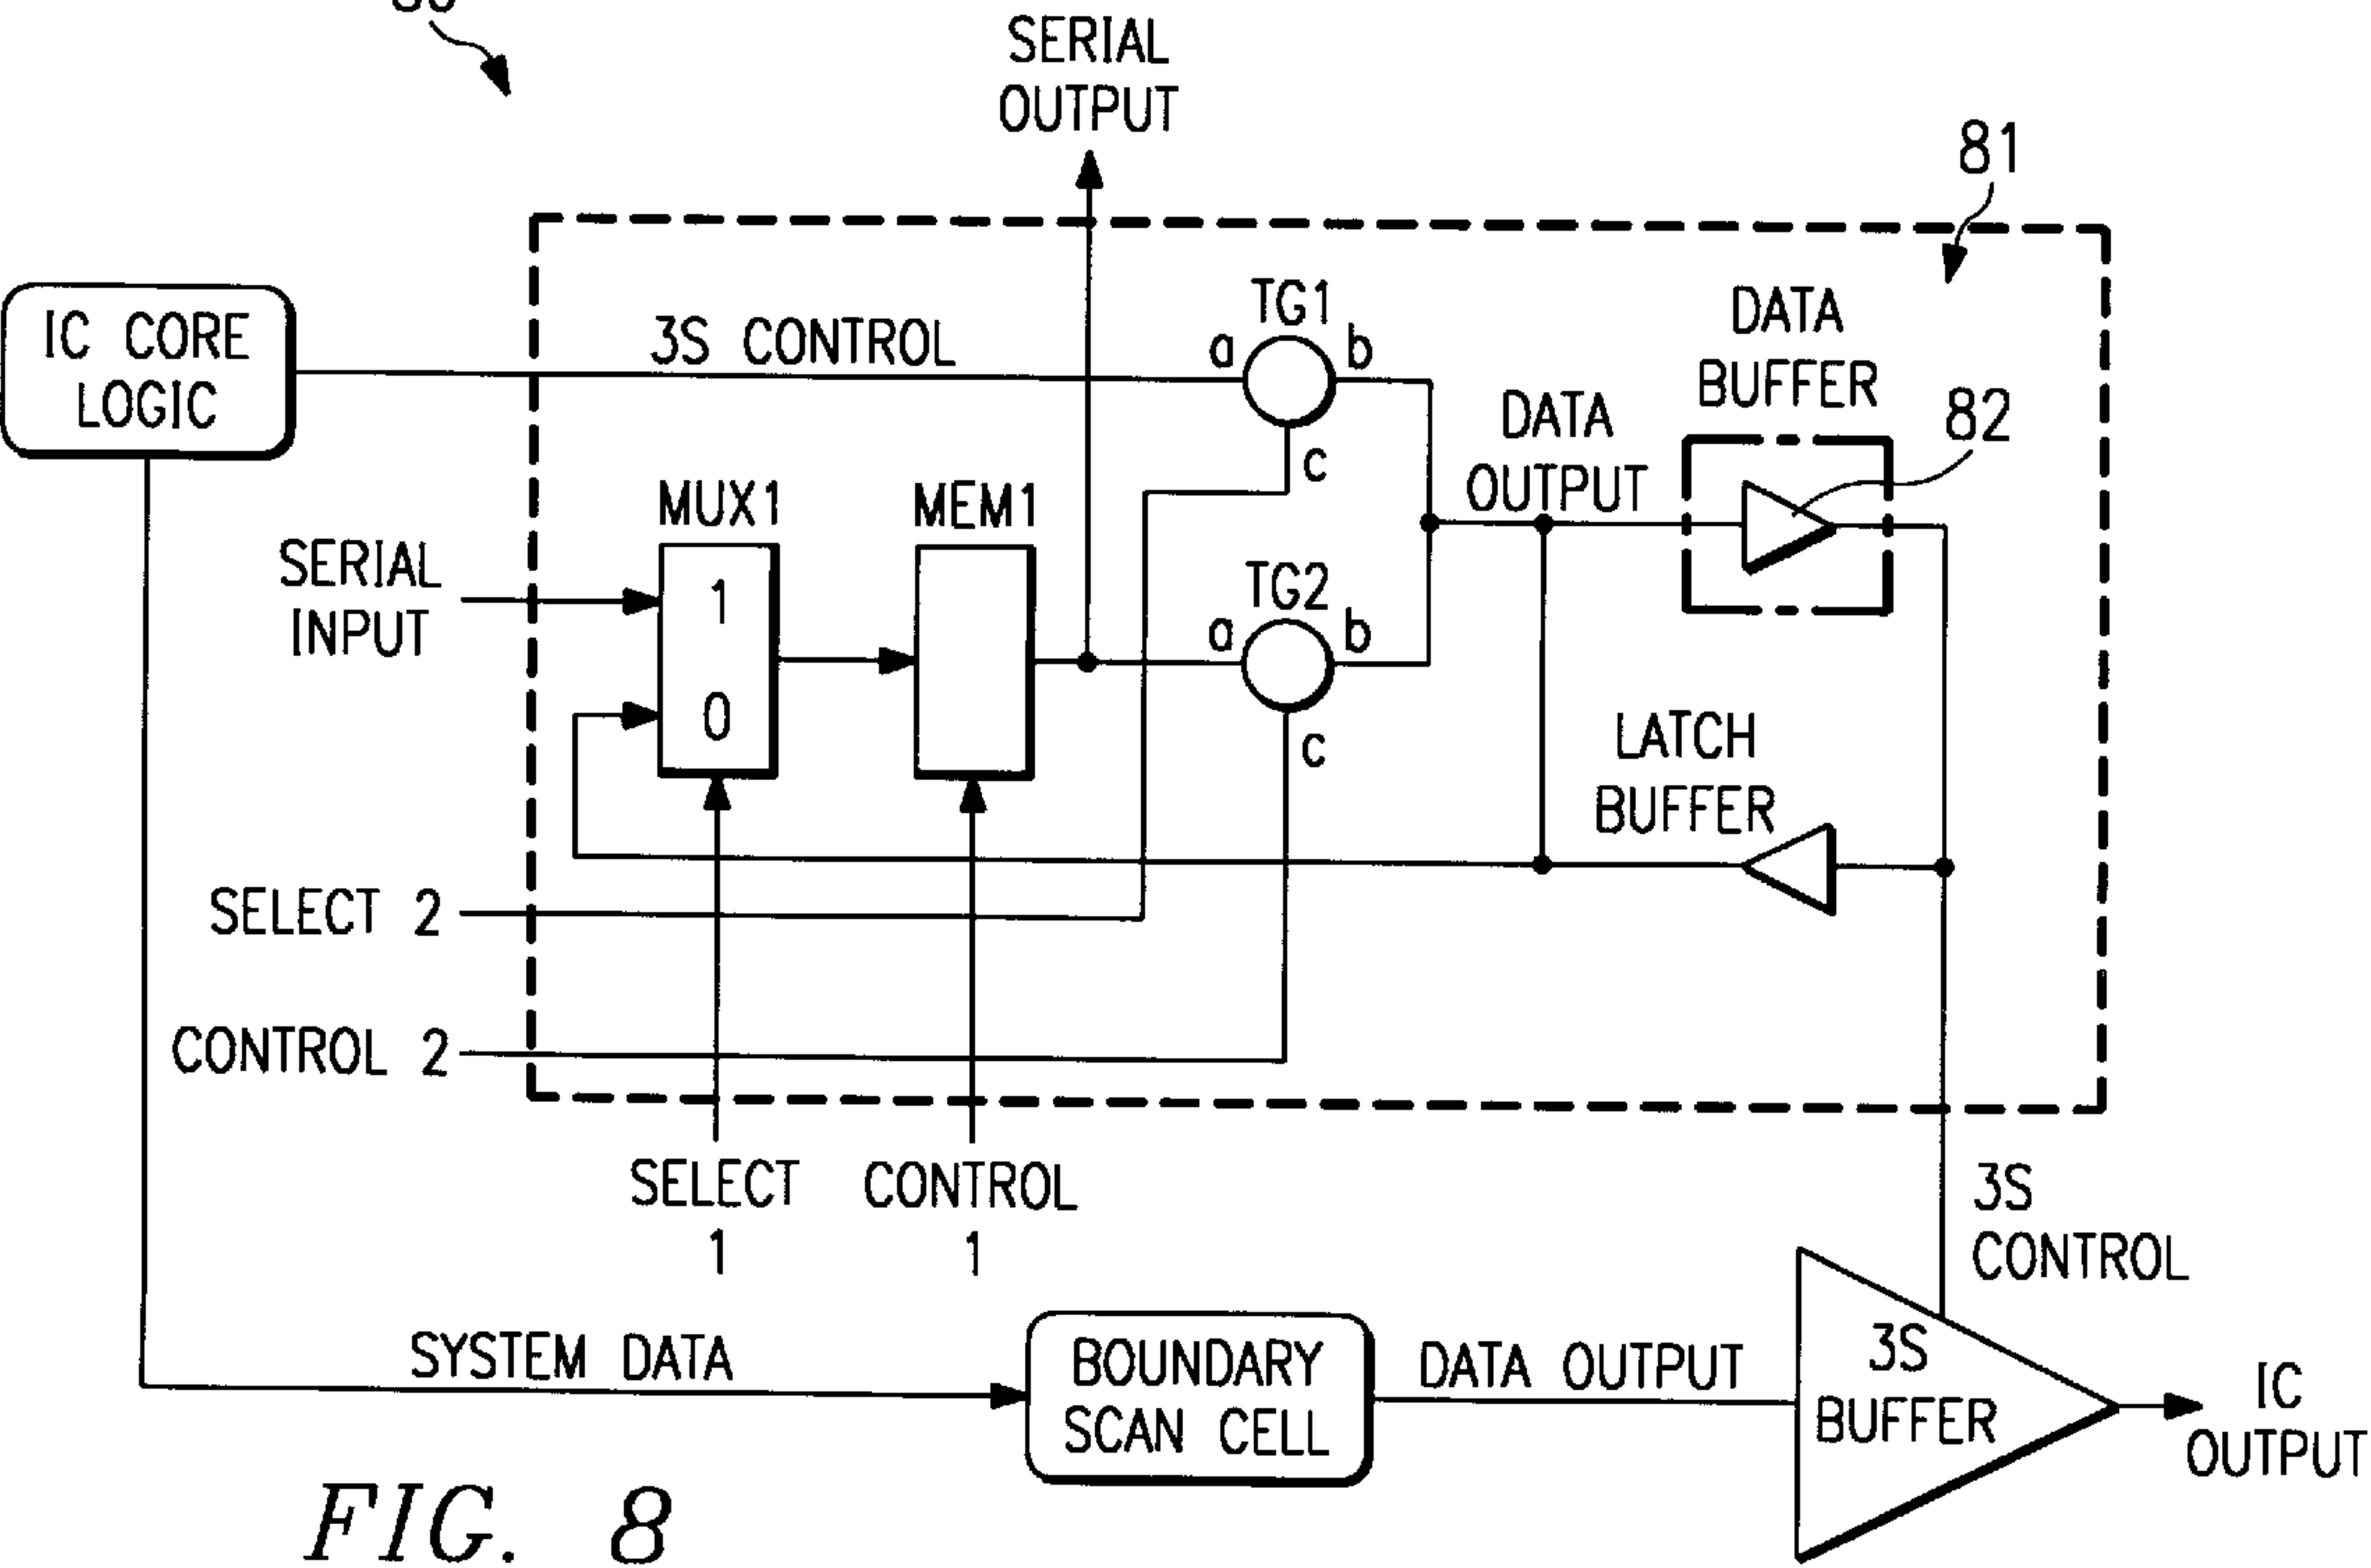 SERIAL
OUTPUT
81
IC CORE
LOGIC
3S CONTROL
TG1
a
b
c
DATA
BUFFER
82
DATA
OUTPUT
MUX1
1
0
MEM1
SERIAL
INPUT
TG2
a
b
c
LATCH
BUFFER
SELECT 2
CONTROL 2
SELECT
1
CONTROL
1
3S
CONTROL
SYSTEM DATA
BOUNDARY
SCAN CELL
DATA OUTPUT
3S
BUFFER
IC
OUTPUT
FIG. 8